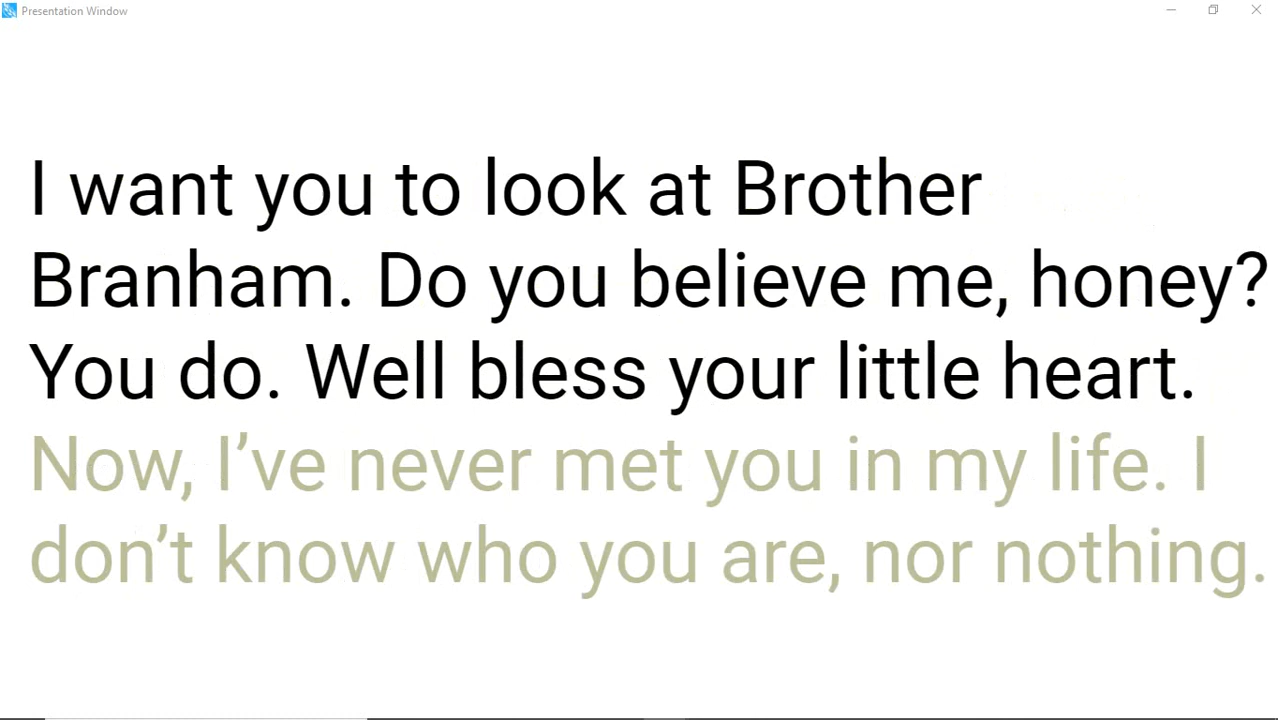 Presentation Window
I want you to look at Brother
Branham. Do you believe me, honey?
You do. Well bless your little heart.
Now, I’ve never met you in my life. I
don’t know who you are, nor nothing.